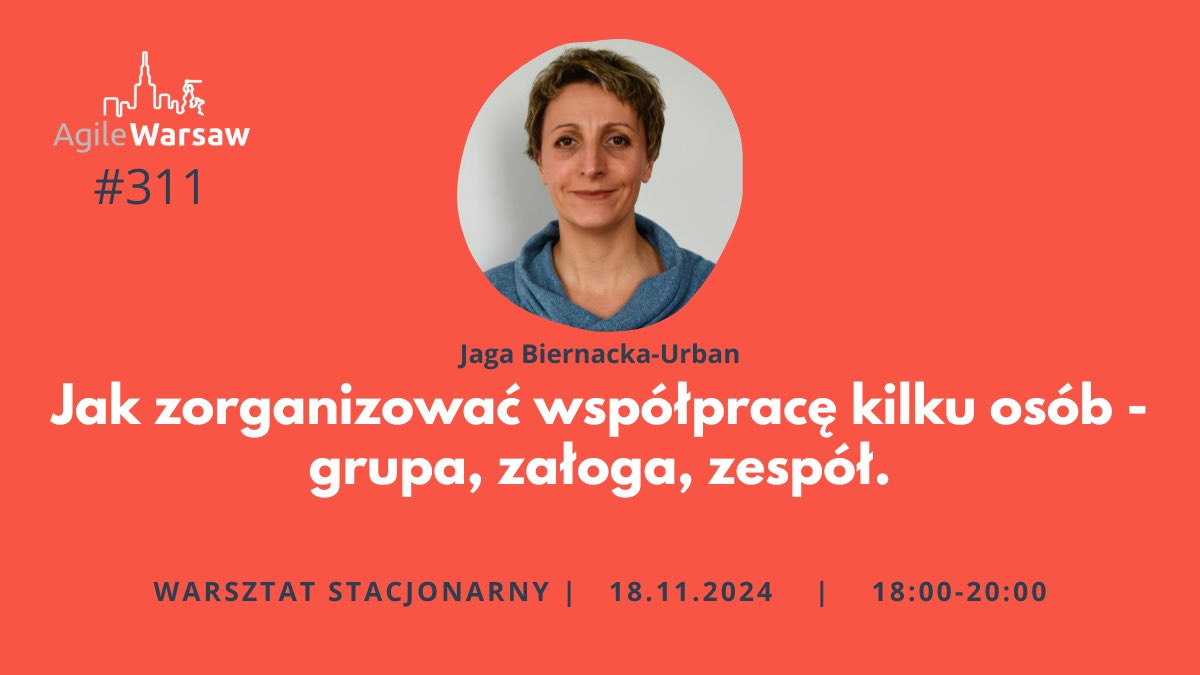 AgileWarsaw
#311
Jaga Biernacka-Urban
Jak zorganizować współpracę kilku osób -
grupa, załoga, zespół.
WARSZTAT STACJONARNY | 18.11.2024 | 18:00-20:00